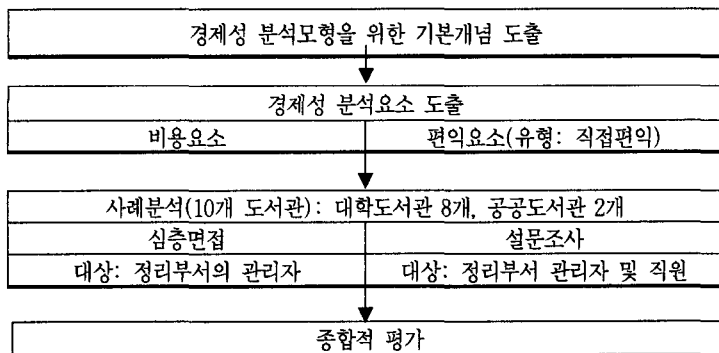 경제성 분석모형을 위한 기본개념 도출
경제성 분석요소 도출
비용요소 편익요소(유형: 직접편익)
사례분석(10개 도서관): 대학도서관 8개, 공공도서관 2개
심층면접 설문조사
대상: 정리부서의 관리자 대상: 정리부서 관리자 및 직원
종합적 평가